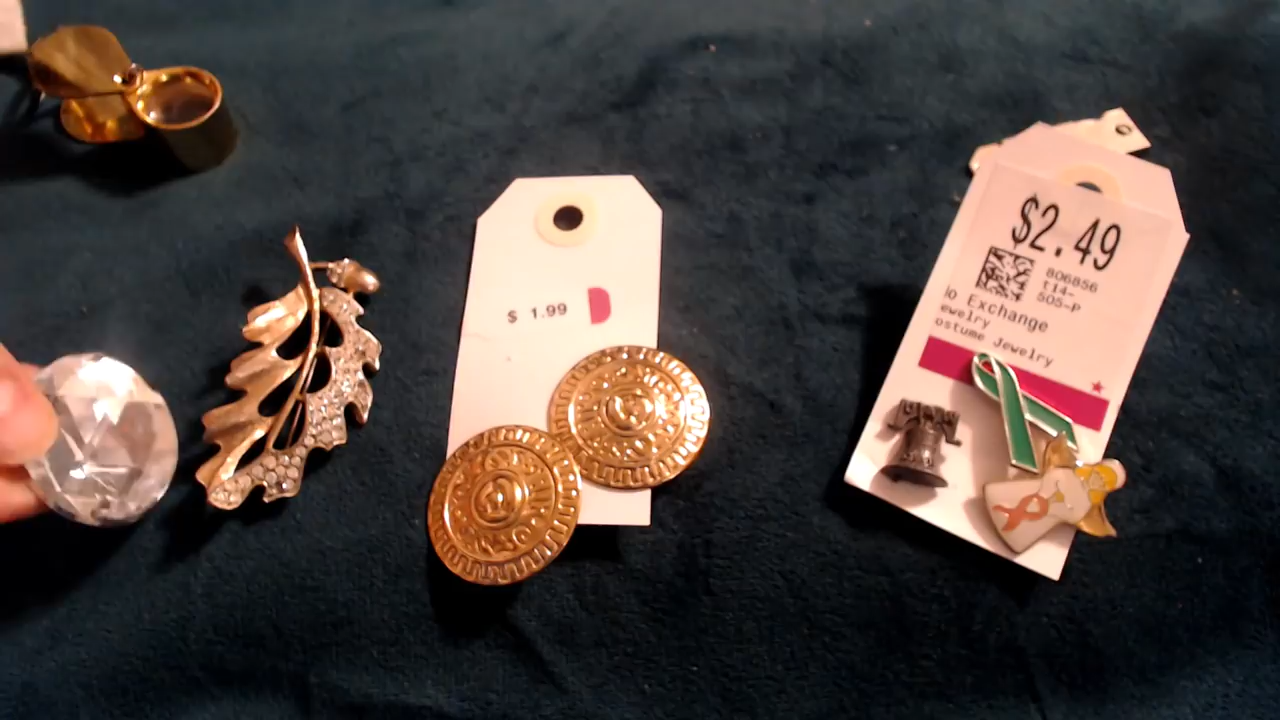 $ 1.99
$2.49
806856
t14-
505-P
Exchange
ewelry
ostume Jewelry